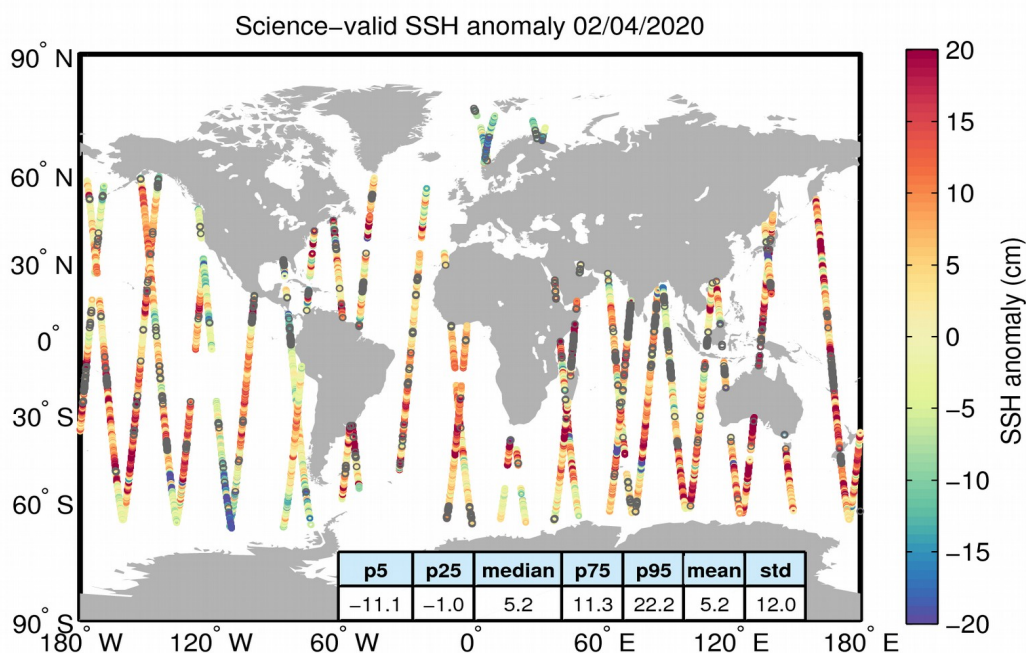 Science−valid SSH anomaly 02/04/2020
90° N
60° N
30° N
0°
30° S
60° S
90° S
180° W
120° W
60° W
0°
60° E
120° E
180° E
p5 p25 median p75 p95 mean std
−11.1 −1.0 5.2 11.3 22.2 5.2 12.0
20
15
10
5
0
−5
−10
−15
−20
SSH anomaly (cm)